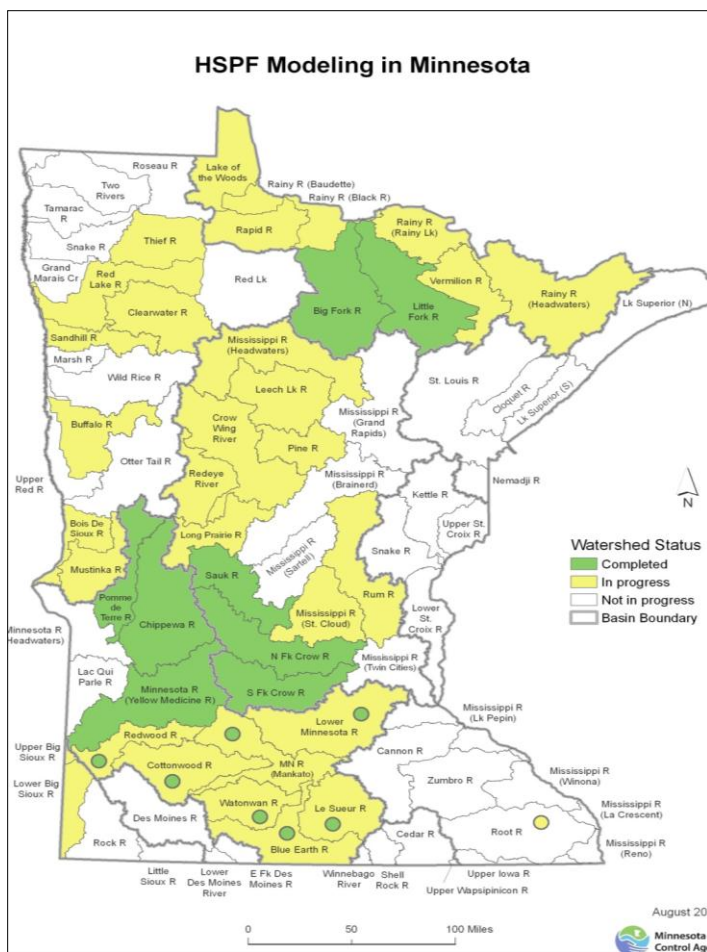 HSPF Modeling in Minnesota
Lake of
the Woods
Roseau R
Two
Rivers
Rainy R (Baudette)
Rainy R (Black R)
Tamarac
R
Rapid R
Rainy R
(Rainy Lk)
Snake R
Thief R
Grand
Marais Cr
Red
Lake R
Red Lk
Vermilion R
Rainy R
(Headwaters)
Lk Superior (N)
Clearwater R
Big Fork R
Little
Fork R
Sandhill R
Mississippi R
(Headwaters)
Marsh R
Wild Rice R
St. Louis R
Cloquet R
Lk Superior (S)
Leech Lk R
Mississippi R
(Grand
Rapids)
Buffalo R
Crow
Wing
River
Pine R
Otter Tail R
Upper
Red R
Redeye
River
Mississippi R
(Brainerd)
Nemadji R
Kettle R
Upper St.
Croix R
N
Bois De
Sioux R
Long Prairie R
Mississippi R
(Sartell)
Snake R
Mustinka R
Sauk R
Pomme
de
Terre R
Chippewa R
Mississippi R
(St. Cloud)
Rum R
Lower
St.
Croix R
Watershed Status
Completed
In progress
Not in progress
Basin Boundary
Minnesota R
Headwaters)
N Fk Crow R
Mississippi R
(Twin Cities)
Lac Qui
Parle R
Minnesota R
(Yellow Medicine R)
S Fk Crow R
Mississippi R
(Lk Pepin)
Redwood R
Lower
Minnesota R
Upper Big
Sioux R
Cottonwood R
MN R
(Mankato)
Cannon R
Mississippi R
(Winona)
Lower Big
Sioux R
Zumbro R
Watonwan R
Le Sueur R
Mississippi R
(La Crescent)
Des Moines R
Rock R
Blue Earth R
Cedar R
Root R
Mississippi R
(Reno)
Little
Sioux R
Lower
Des Moines
River
E Fk Des
Moines R
Winnebago
River
Shell
Rock R
Upper Iowa R
Upper Wapsipinicon R
August 20
0 50 100 Miles
Minnesota
Control Ag